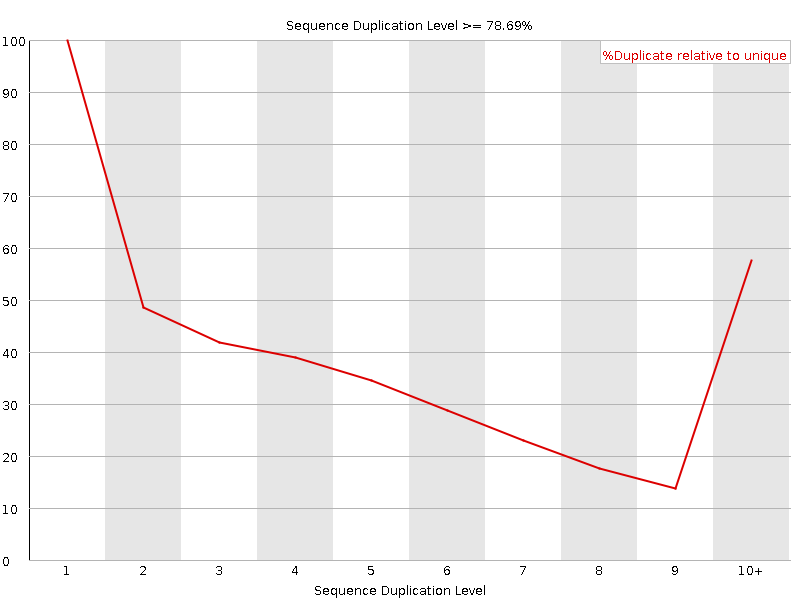 Sequence Duplication Level >= 78.69%
%Duplicate relative to unique
100
90
80
70
60
50
40
30
20
10
0
1 2 3 4 5 6 7 8 9 10+
Sequence Duplication Level